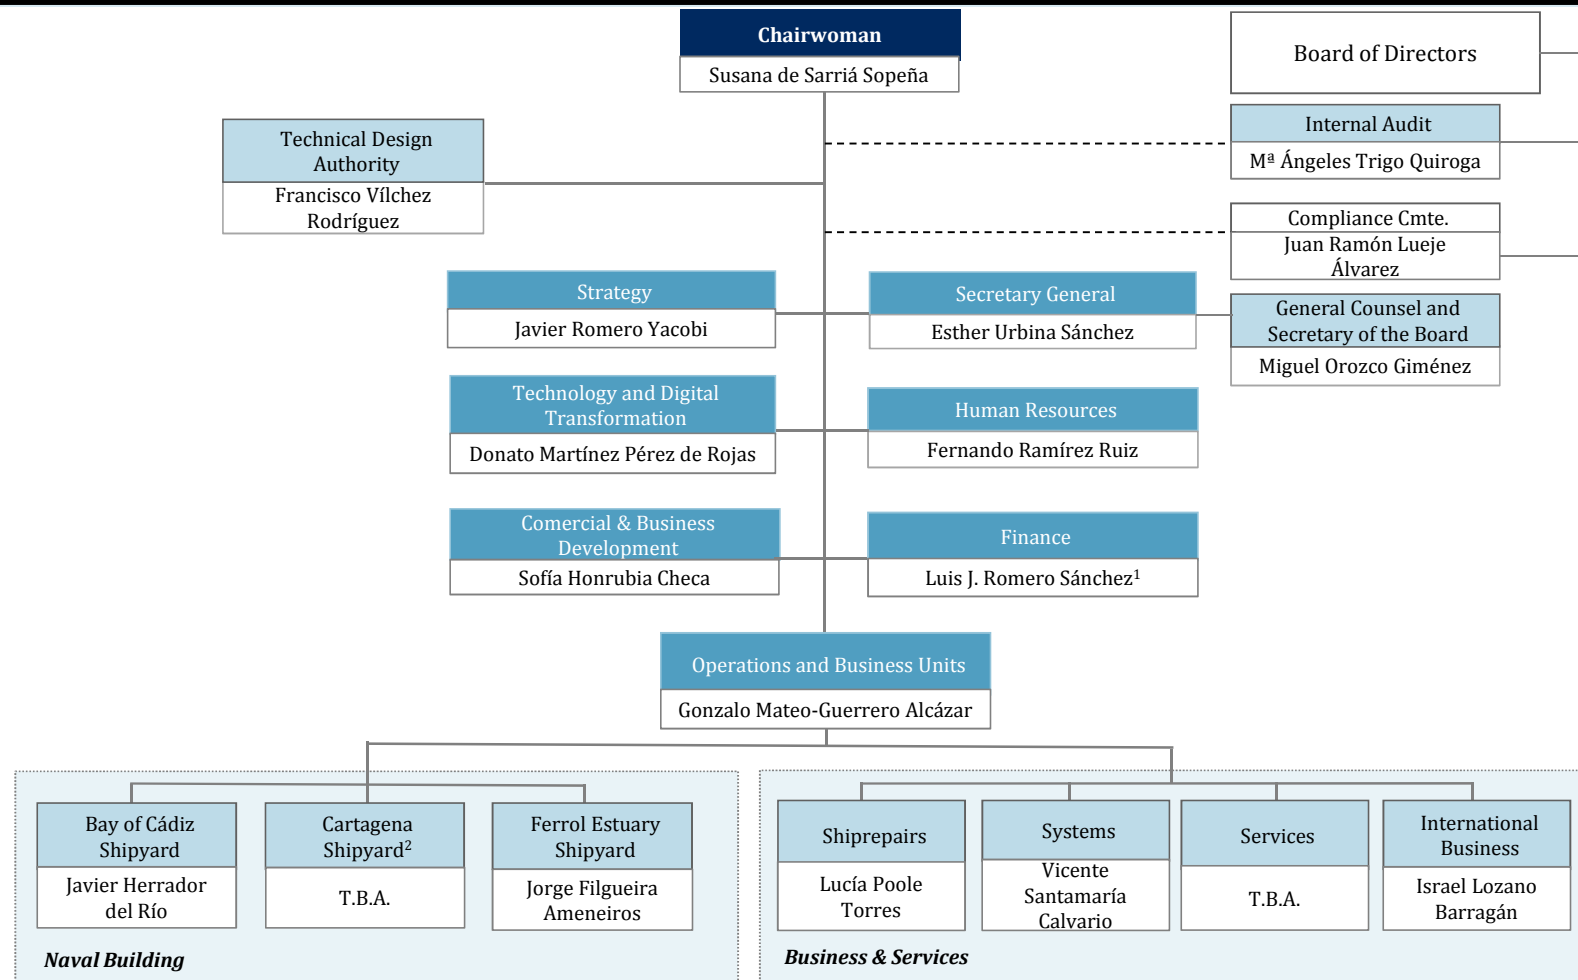 Chairwoman
Susana de Sarriá Sopeña
Board of Directors
Internal Audit
Mª Ángeles Trigo Quiroga
Technical Design
Authority
Francisco Vílchez
Rodríguez
Compliance Cmte.
Juan Ramón Lueje
Álvarez
Strategy
Javier Romero Yacobi
Secretary General
Esther Urbina Sánchez
General Counsel and
Secretary of the Board
Miguel Orozco Giménez
Technology and Digital
Transformation
Donato Martínez Pérez de Rojas
Human Resources
Fernando Ramírez Ruiz
Comercial & Business
Development
Sofía Honrubia Checa
Finance
Luis J. Romero Sánchez¹
Operations and Business Units
Gonzalo Mateo-Guerrero Alcázar
Bay of Cádiz
Shipyard
Javier Herrador
del Río
Cartagena
Shipyard²
T.B.A.
Ferrol Estuary
Shipyard
Jorge Filgueira
Ameneiros
Naval Building
Shiprepairs
Lucía Poole
Torres
Systems
Vicente
Santamaría
Calvario
Services
T.B.A.
International
Business
Israel Lozano
Barragán
Business & Services